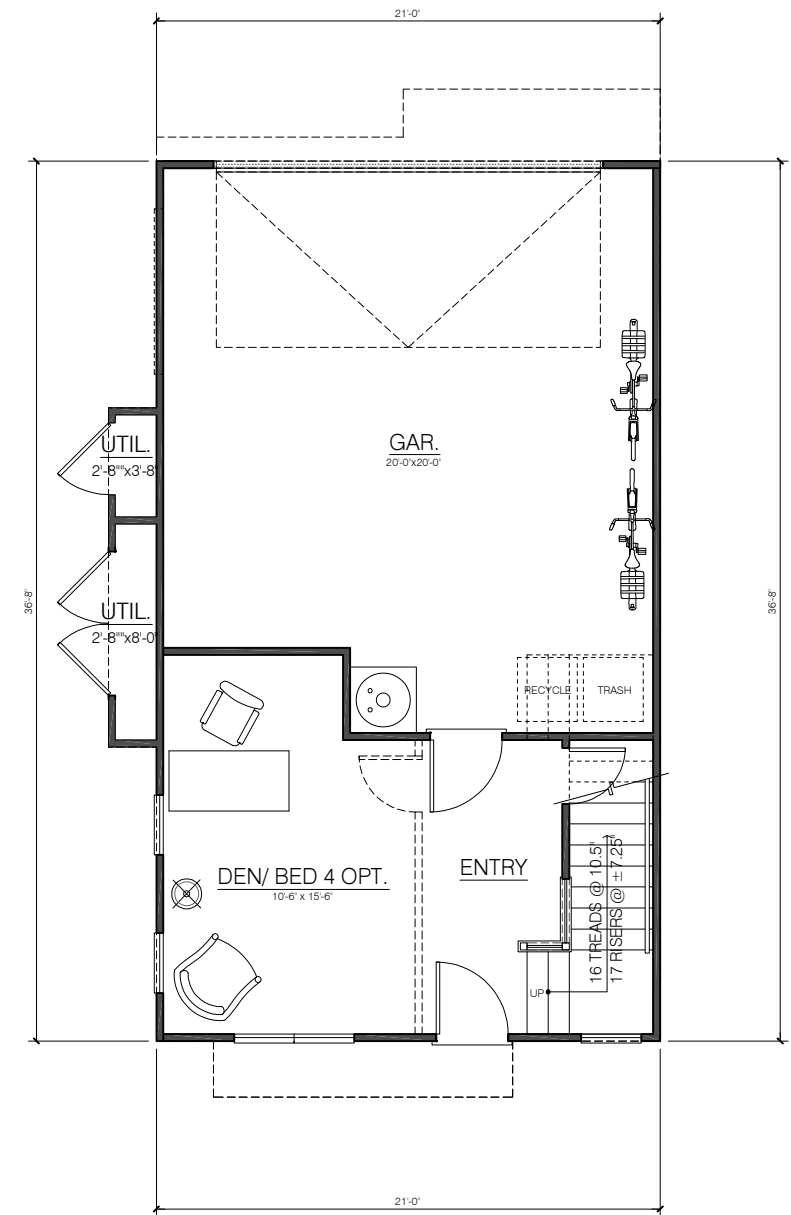 21'-0"
GAR.
20'-0"x20'-0"
UTIL.
2'-8""x3'-8"
36'-8"
36'-8"
UTIL.
2'-8""x8'-0"
RECYCLE
TRASH
DEN/ BED 4 OPT.
10'-6" x 15'-6"
ENTRY
16 TREADS @ 10.5"
17 RISERS @ ± 7.25"
UP
21'-0"